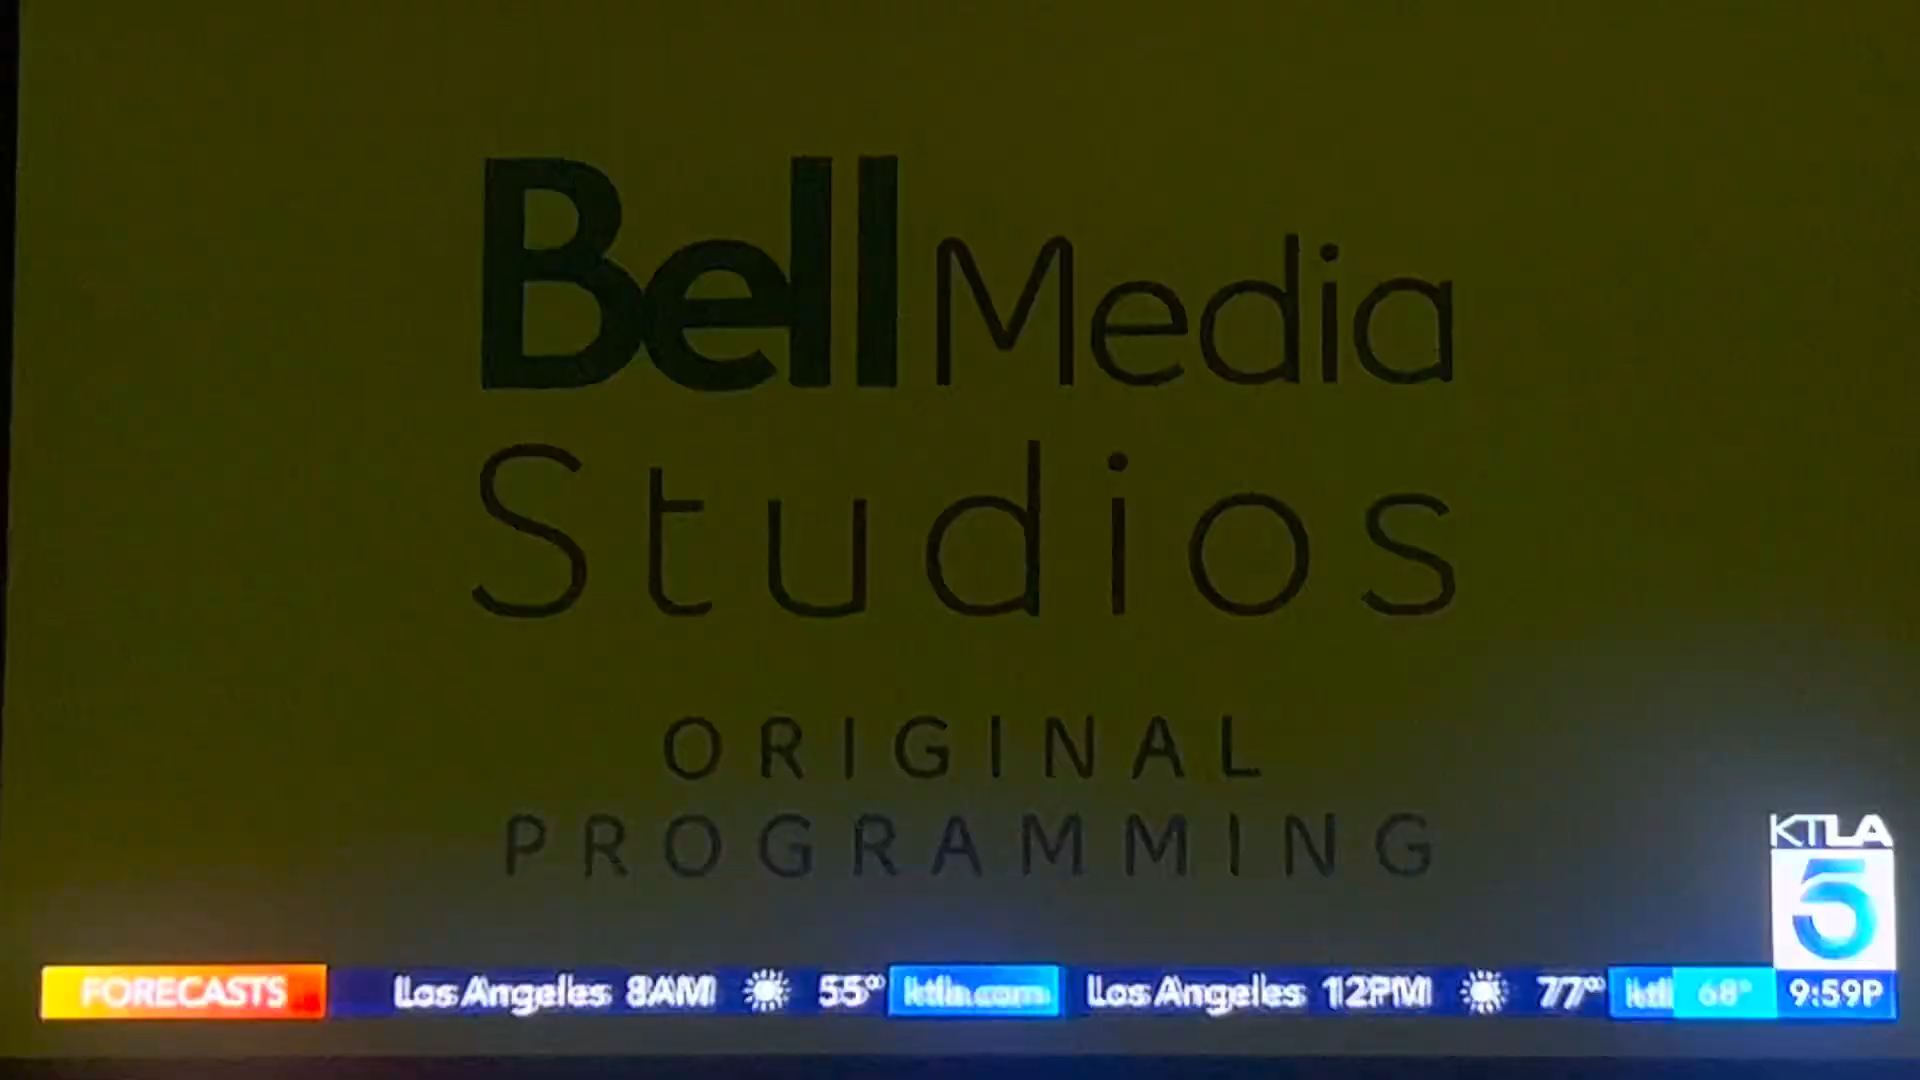 Bell Media
Studios
ORIGINAL
PROGRAMMING
KTLA
5
FORECASTS Los Angeles 8AM 55° ktla.com Los Angeles 12PM 77° ktl 68° 9:59P